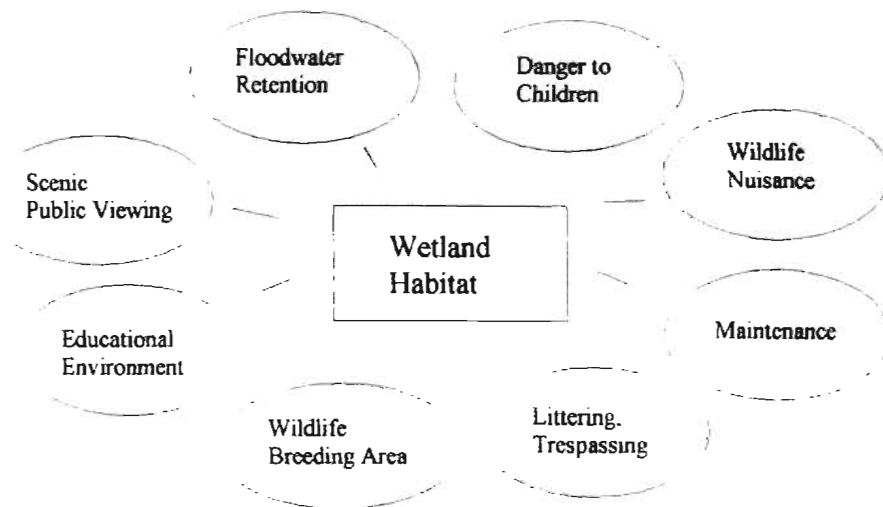 Floodwater
Retention
Danger to
Children
Wildlife
Nuisance
Scenic
Public Viewing
Wetland
Habitat
Educational
Environment
Maintenance
Wildlife
Breeding Area
Littering.
Trespassing